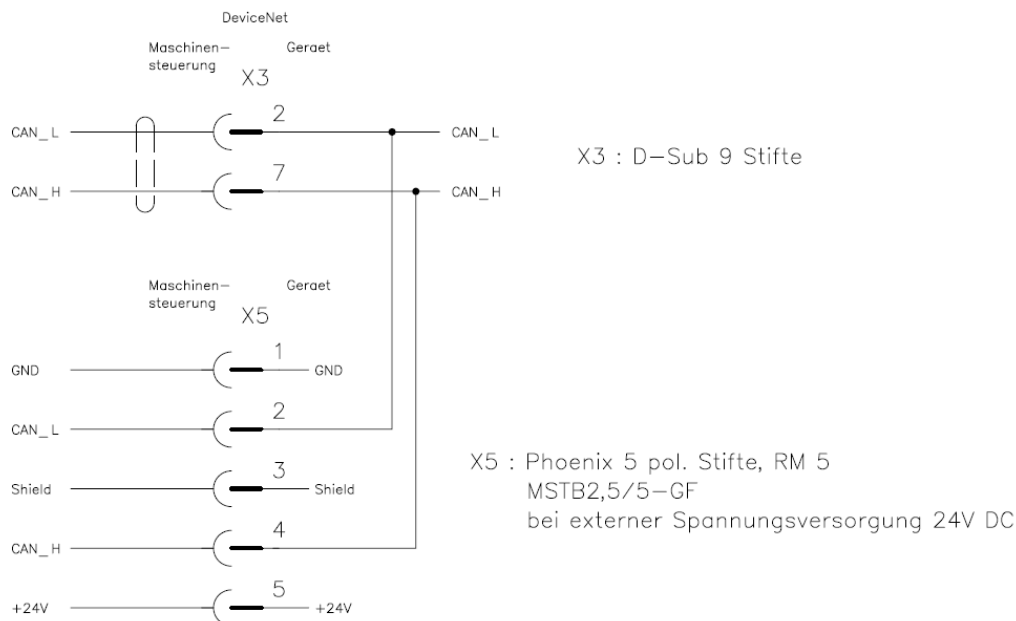 DeviceNet
Maschinen- Geraet
steuerung
X3
2
CAN_L CAN_L
7
CAN_H CAN_H
X3 : D-Sub 9 Stifte
Maschinen- Geraet
steuerung
X5
1
GND GND
2
CAN_L
3
Shield Shield
4
CAN_H
5
+24V +24V
X5 : Phoenix 5 pol. Stifte, RM 5
MSTB2,5/5-GF
bei externer Spannungsversorgung 24V DC